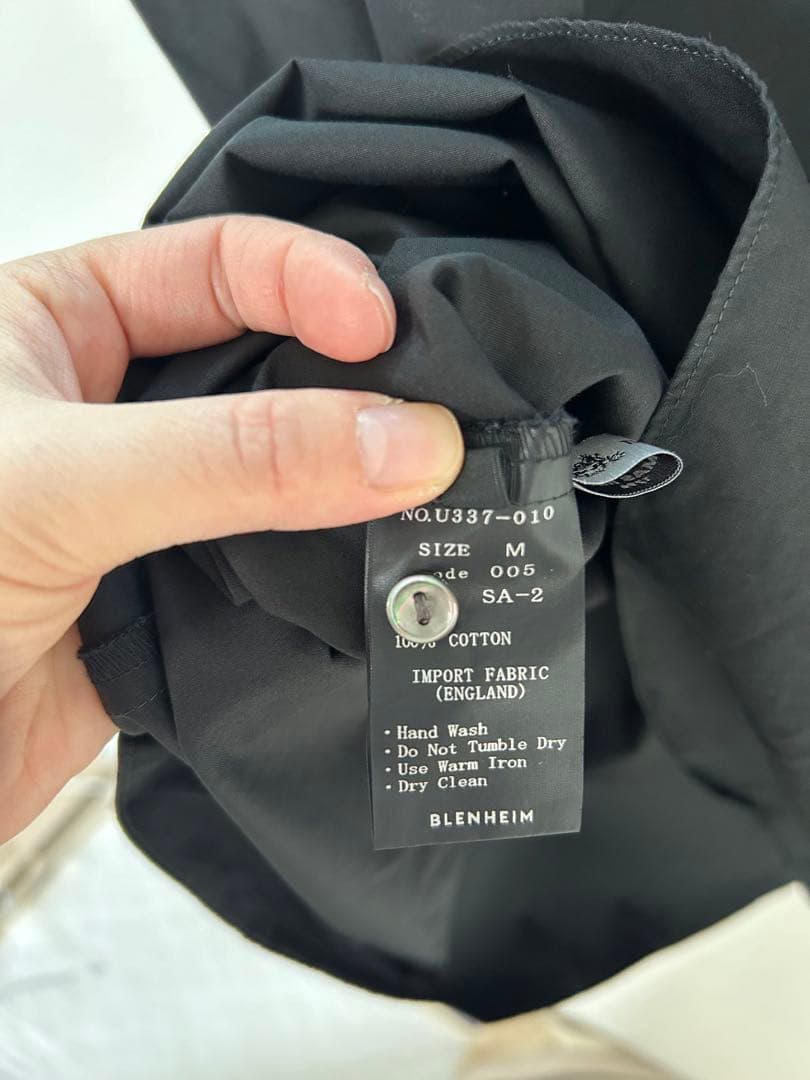 NO.U337-010
SIZE M
ode 005
SA-2
100% COTTON
IMPORT FABRIC
(ENGLAND)
・Hand Wash
・Do Not Tumble Dry
・Use Warm Iron
・Dry Clean
BLENHEIM